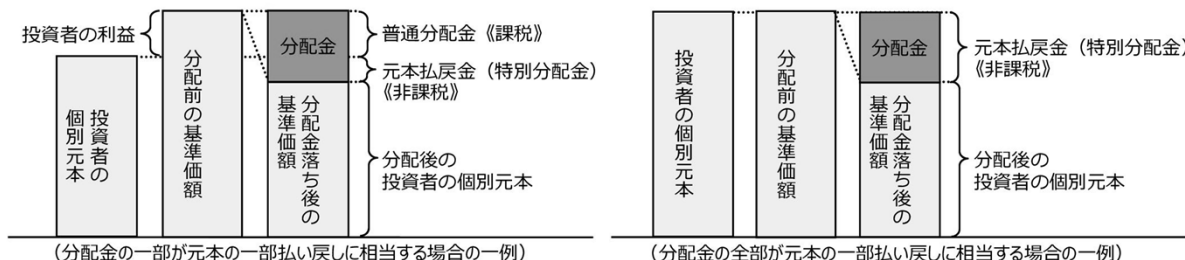 投資者の利益
投資者の
個別元本
分配前の基準価額
分配金
分配金落ち後の
基準価額
普通分配金《課税》
元本払戻金（特別分配金）
《非課税》
分配後の
投資者の個別元本
（分配金の一部が元本の一部払い戻しに相当する場合の一例）
投資者の個別元本
分配前の基準価額
分配金
分配金落ち後の
基準価額
元本払戻金（特別分配金）
《非課税》
分配後の
投資者の個別元本
（分配金の全部が元本の一部払い戻しに相当する場合の一例）